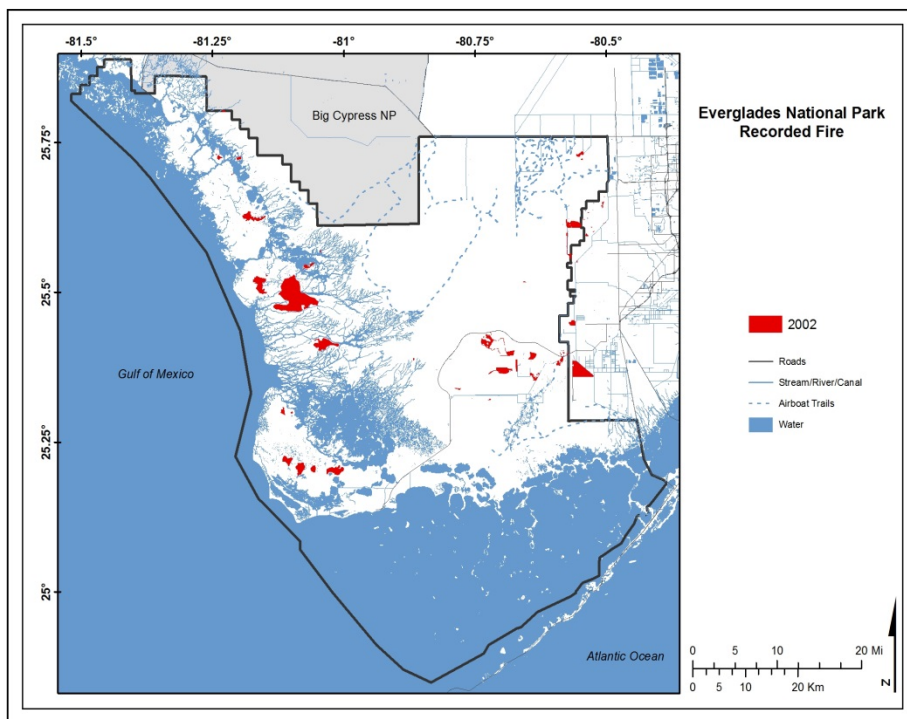 -81.5 -81.25 -81 -80.75 -80.5
Everglades National Park
Recorded Fire
Big Cypress NP
25.75°
25.5°
25.25°
25°
2002
Roads
Stream/River/Canal
Airboat Trails
Water
Gulf of Mexico
Atlantic Ocean
0 5 10 20 Mi
0 5 10 20 Km
N